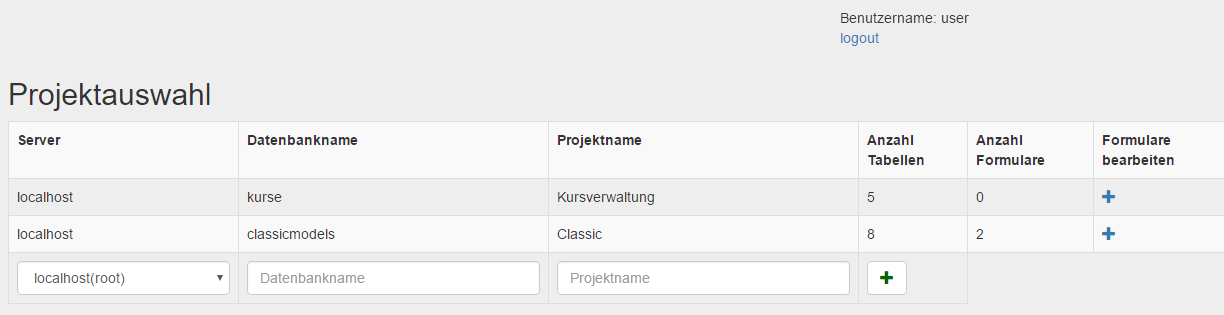 Benutzername: user
logout
Projektauswahl
Server Datenbankname Projektname Anzahl Tabellen Anzahl Formulare Formulare bearbeiten
localhost kurse Kursverwaltung 5 0
localhost classicmodels Classic 8 2
localhost(root) Datenbankname Projektname